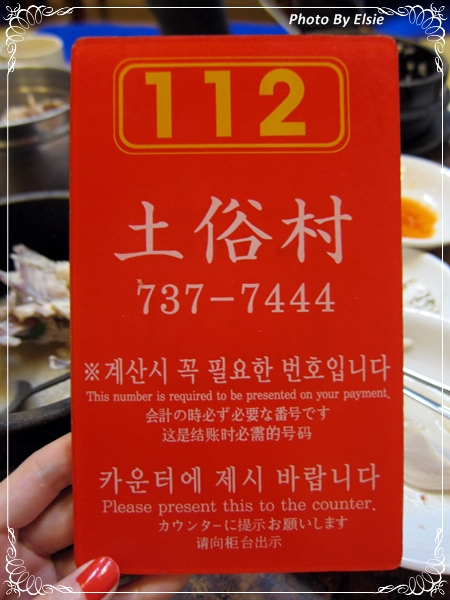 Photo By Elsie
112
土俗村
737-7444
※계산시 꼭 필요한 번호입니다
This number is required to be presented on your payment.
会計の時必ず必要な番号です
这是结账时必需的号码
카운터에 제시 바랍니다
Please present this to the counter.
カウンターに提示お願いします
请向柜台出示